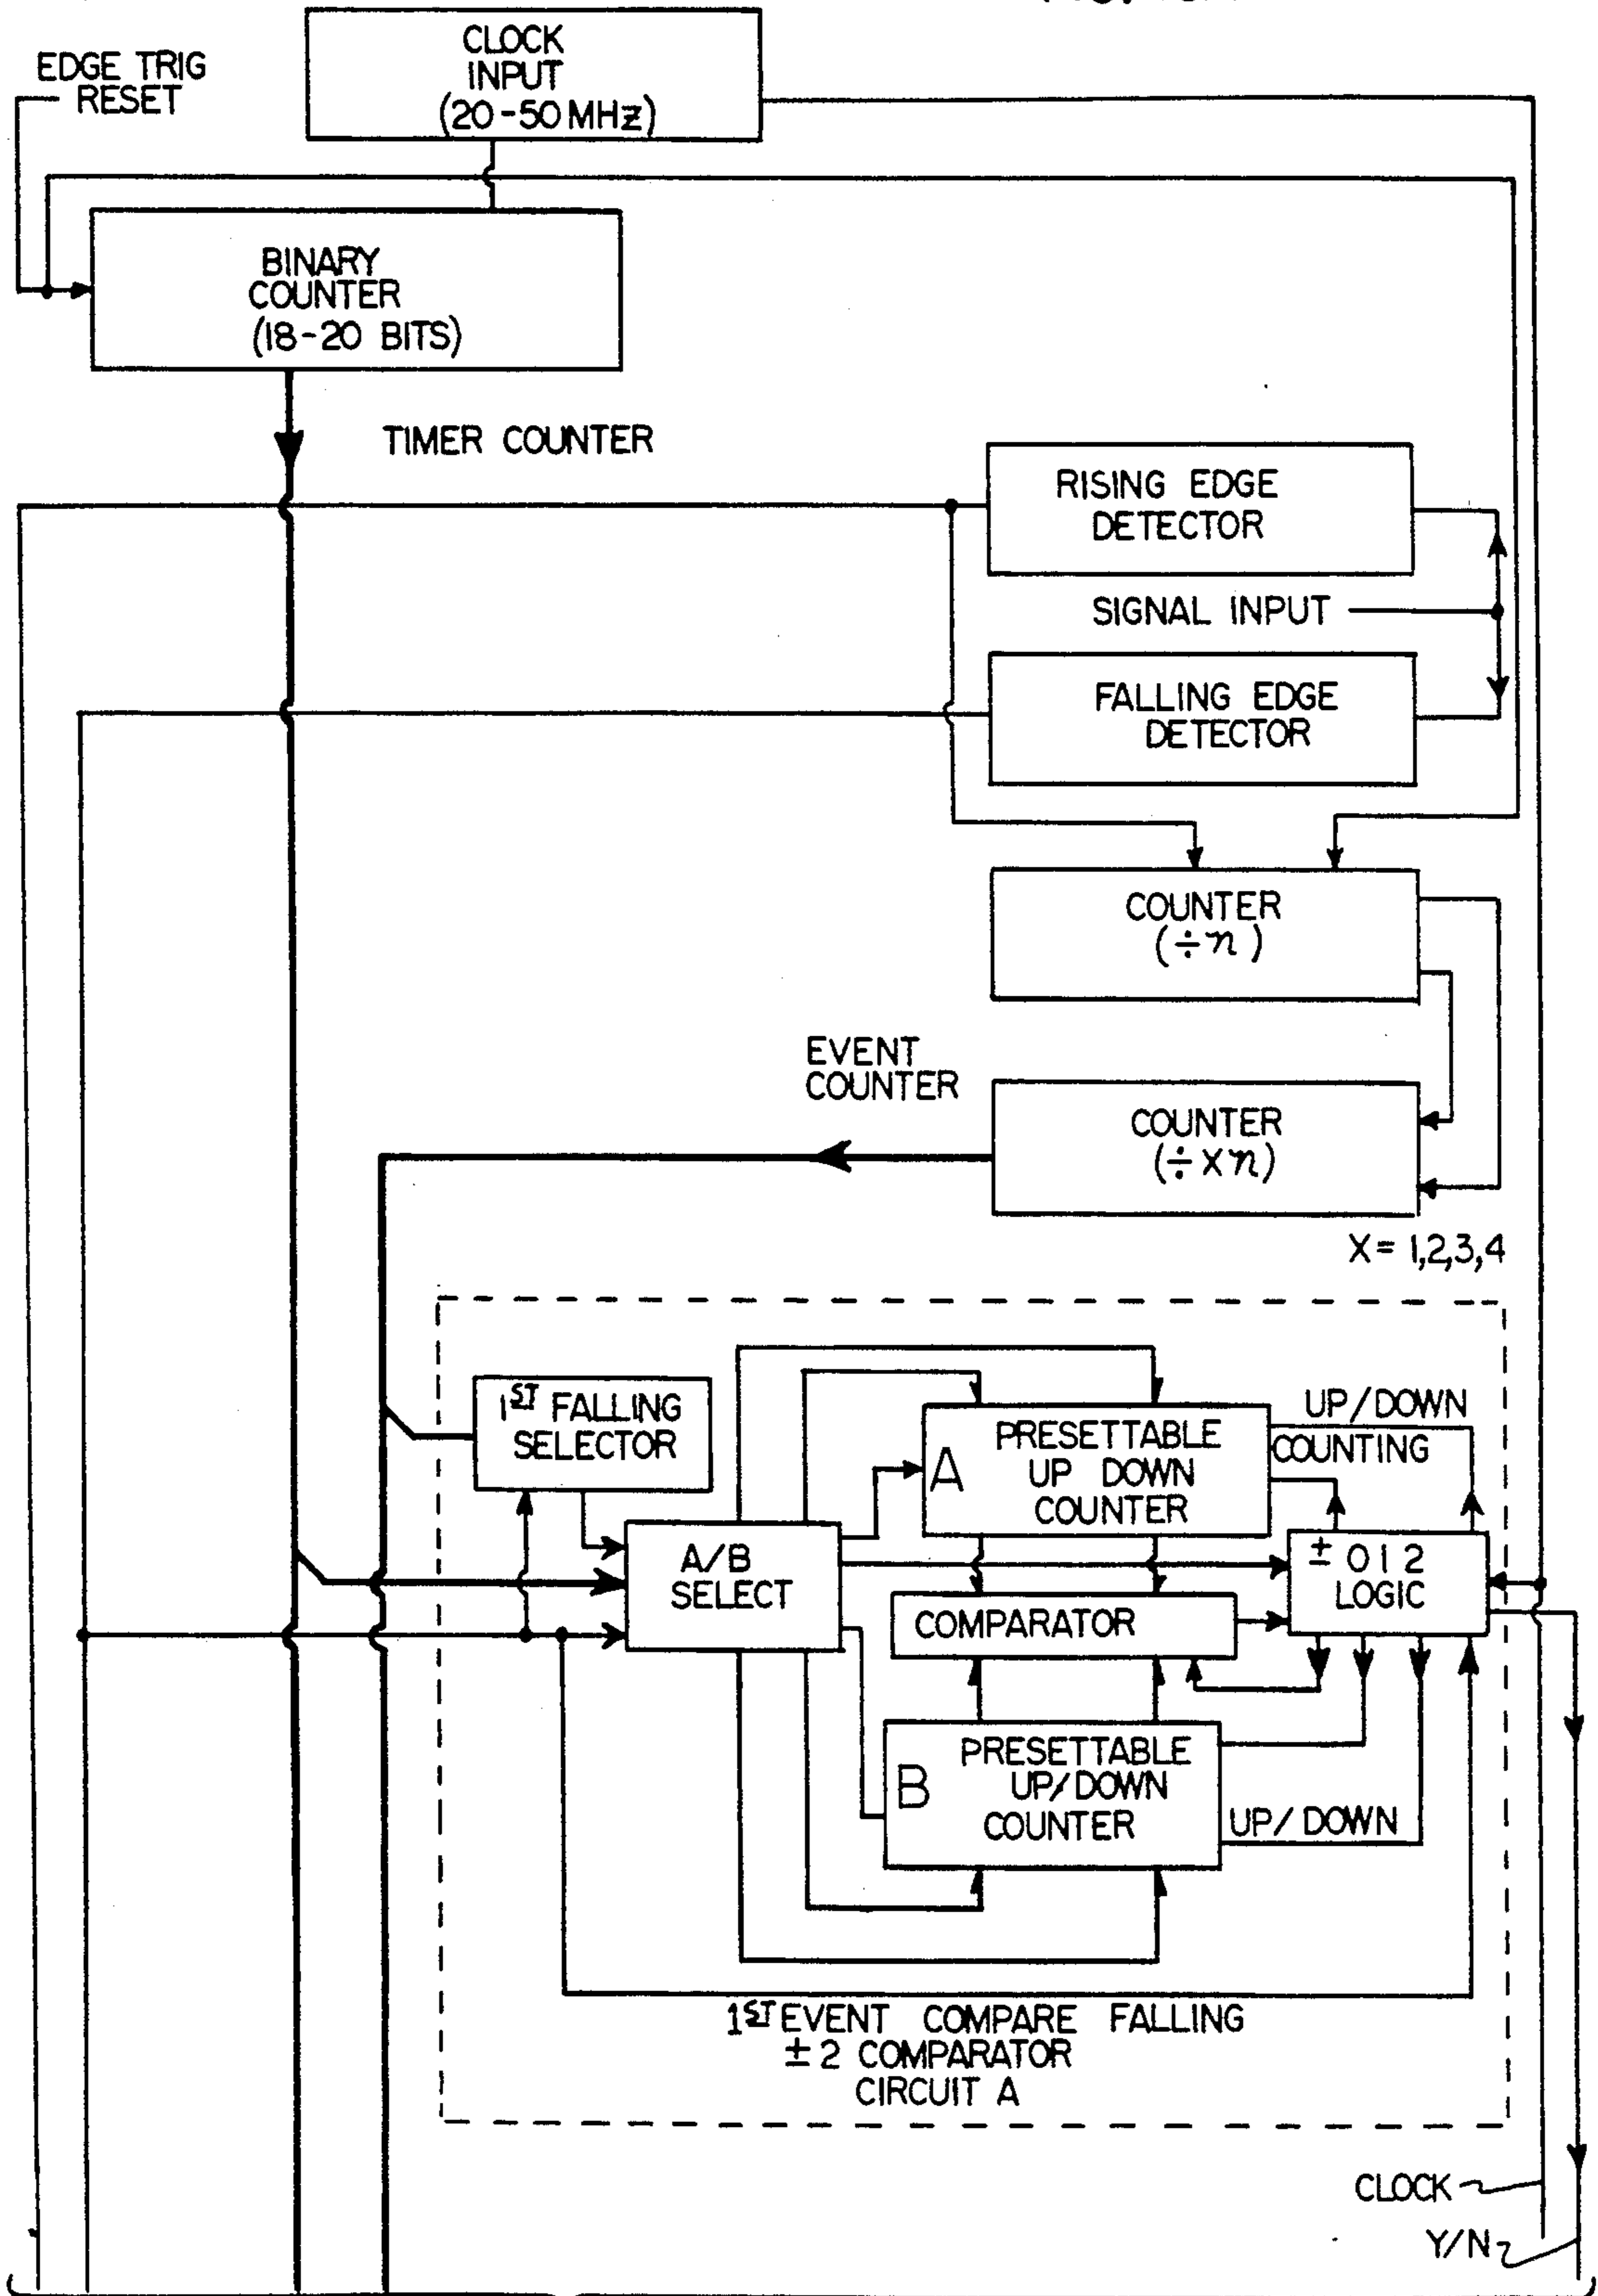 CLOCK
INPUT
(20-50 MHz)
EDGE TRIG
RESET
BINARY
COUNTER
(18-20 BITS)
TIMER COUNTER
RISING EDGE
DETECTOR
SIGNAL INPUT
FALLING EDGE
DETECTOR
COUNTER
(÷n)
EVENT
COUNTER
COUNTER
(÷Xn)
X= 1,2,3,4
1ST FALLING
SELECTOR
A/B
SELECT
A
PRESETTABLE
UP DOWN
COUNTER
UP/DOWN
COUNTING
± 0 1 2
LOGIC
COMPARATOR
B
PRESETTABLE
UP/DOWN
COUNTER
UP/DOWN
1ST EVENT COMPARE FALLING
±2 COMPARATOR
CIRCUIT A
CLOCK
Y/N